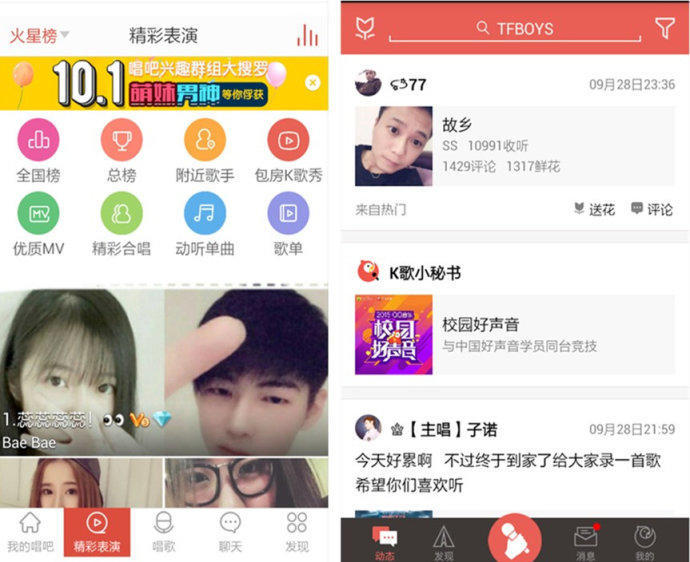 火星榜
精彩表演
10.1
唱吧兴趣群组大搜罗
萌妹男神等你俘获
全国榜
总榜
附近歌手
包房K歌秀
MV
优质MV
精彩合唱
动听单曲
歌单
1.蕊蕊蕊蕊!
Bae Bae
我的唱吧
精彩表演
唱歌
聊天
发现
TFBOYS
77
09月28日23:36
故乡
SS 10991收听
1429评论 1317鲜花
来自热门
送花
评论
K歌小秘书
2015 QQ音乐
校园
好声音
校园好声音
与中国好声音学员同台竞技
【主唱】子诺
09月28日21:59
今天好累啊 不过终于到家了给大家录一首歌
希望你们喜欢听
动态
发现
消息
我的